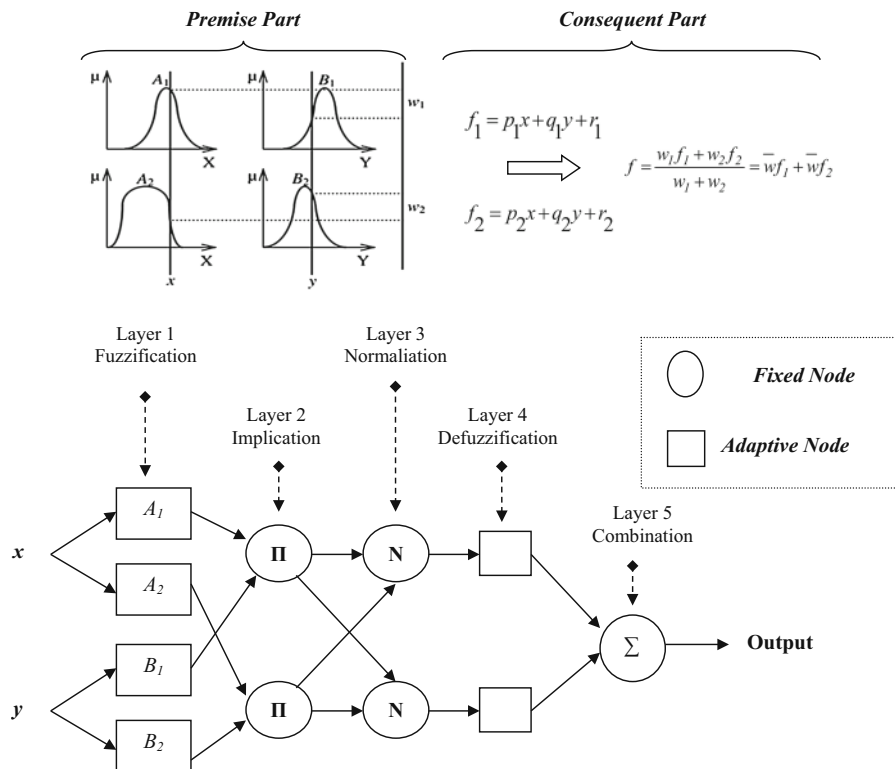 Premise Part
Consequent Part
μ A₁ μ B₁
w₁
X Y
μ A₂ μ B₂
w₂
X Y
x y
f₁ = p₁x+q₁y+r₁
f = (w₁f₁ + w₂f₂) / (w₁ + w₂) = w̅f₁ + w̅f₂
f₂ = p₂x+q₂y+r₂
Layer 1
Fuzzification
Layer 2
Implication
Layer 3
Normaliation
Layer 4
Defuzzification
Layer 5
Combination
Fixed Node
Adaptive Node
x
A₁
A₂
y
B₁
B₂
Π
Π
N
N
Σ
Output